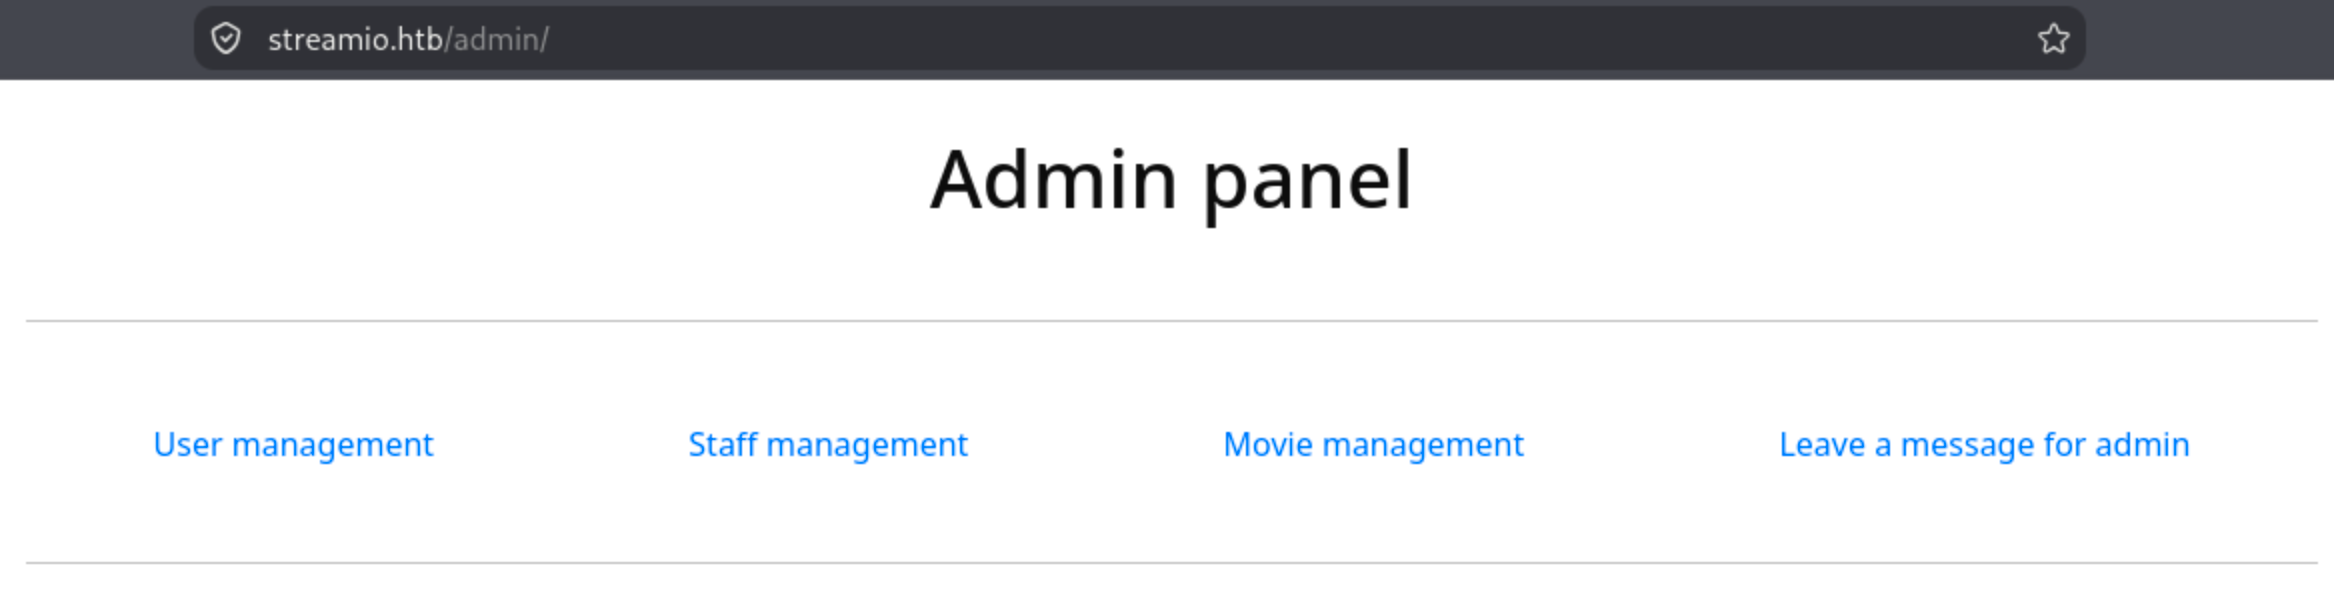 streamio.htb/admin/
Admin panel
User management Staff management Movie management Leave a message for admin